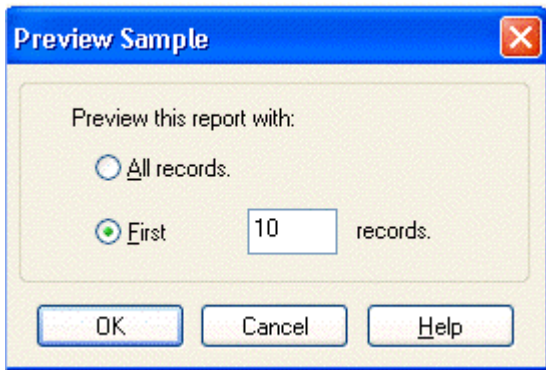 Preview Sample
Preview this report with:
All records.
First 10 records.
OK Cancel Help